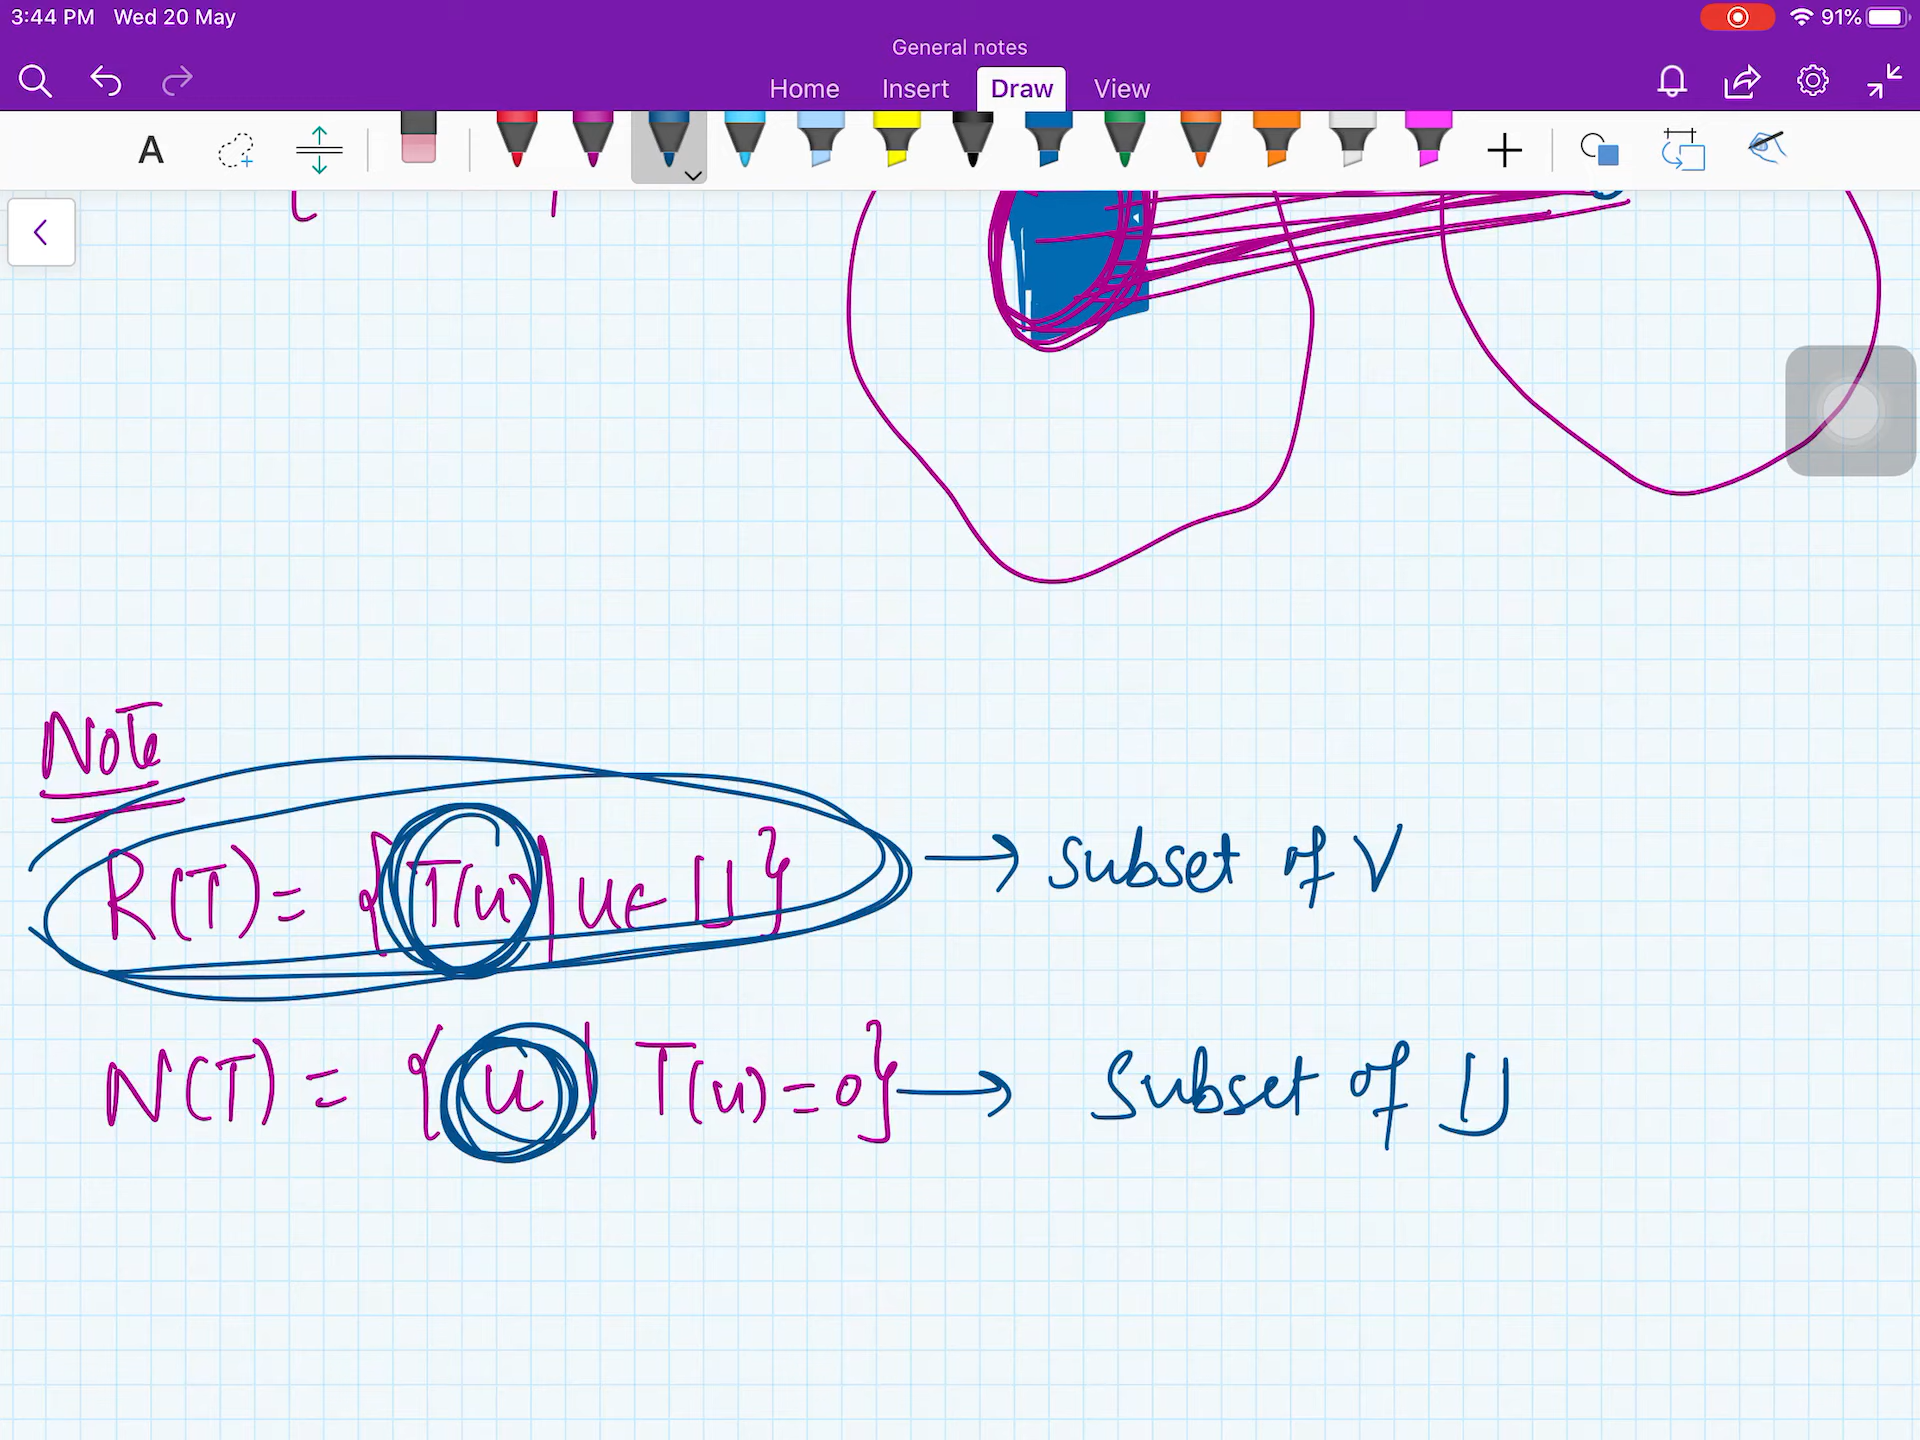 3:44 PM Wed 20 May 91%
General notes
Home Insert Draw View
A
Note
R(T) = {T(u) | u ∈ U} → subset of V
N(T) = {u | T(u) = 0} → Subset of U